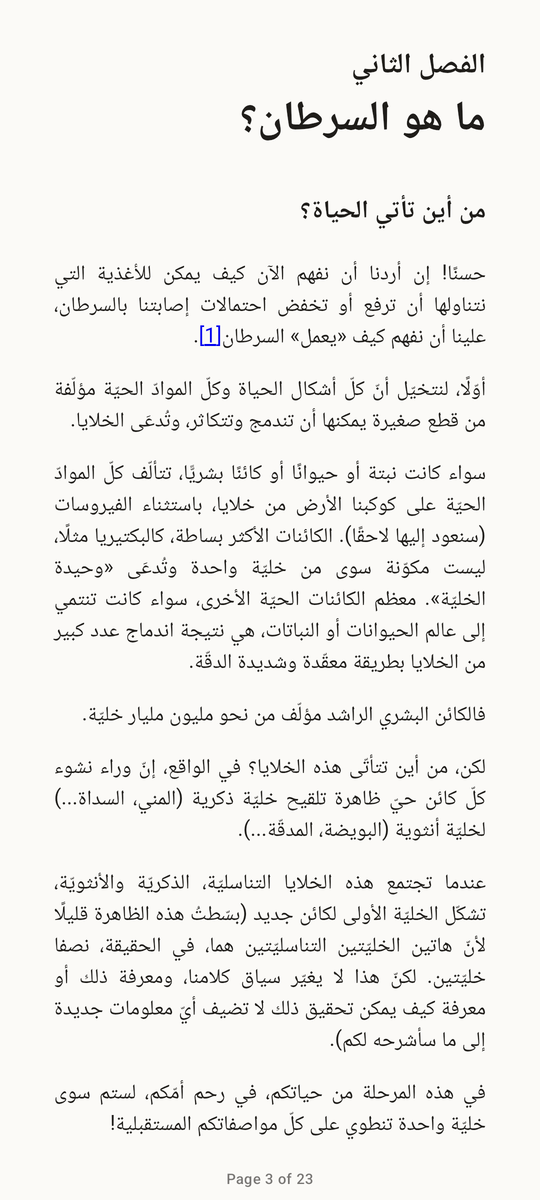 الفصل الثاني
ما هو السرطان؟
من أين تأتي الحياة؟
حسنًا! إن أردنا أن نفهم الآن كيف يمكن للأغذية التي
نتناولها أن ترفع أو تخفض احتمالات إصابتنا بالسرطان،
علينا أن نفهم كيف «يعمل» السرطان[1].
أوّلًا، لنتخيّل أنّ كلّ أشكال الحياة وكلّ الموادّ الحيّة مؤلّفة
من قطع صغيرة يمكنها أن تندمج وتتكاثر، وتُدعَى الخلايا.
سواء كانت نبتة أو حيوانًا أو كائنًا بشريًّا، تتألّف كلّ الموادّ
الحيّة على كوكبنا الأرض من خلايا، باستثناء الفيروسات
(سنعود إليها لاحقًا). الكائنات الأكثر بساطة، كالبكتيريا مثلًا،
ليست مكوّنة سوى من خليّة واحدة وتُدعَى «وحيدة
الخليّة». معظم الكائنات الحيّة الأخرى، سواء كانت تنتمي
إلى عالم الحيوانات أو النباتات، هي نتيجة اندماج عدد كبير
من الخلايا بطريقة معقّدة وشديدة الدقّة.
فالكائن البشري الراشد مؤلّف من نحو مليون مليار خليّة.
لكن، من أين تتأتّى هذه الخلايا؟ في الواقع، إنّ وراء نشوء
كلّ كائن حيّ ظاهرة تلقيح خليّة ذكرية (المني، السداة...)
لخليّة أنثوية (البويضة، المدقّة...).
عندما تجتمع هذه الخلايا التناسليّة، الذكريّة والأنثويّة،
تشكّل الخليّة الأولى لكائن جديد (بسّطتُ هذه الظاهرة قليلًا
لأنّ هاتين الخليّتين التناسليّتين هما، في الحقيقة، نصفا
خليّتين. لكنّ هذا لا يغيّر سياق كلامنا، ومعرفة ذلك أو
معرفة كيف يمكن تحقيق ذلك لا تضيف أيّ معلومات جديدة
إلى ما سأشرحه لكم).
في هذه المرحلة من حياتكم، في رحم أمّكم، لستم سوى
خليّة واحدة تنطوي على كلّ مواصفاتكم المستقبلية!
Page 3 of 23